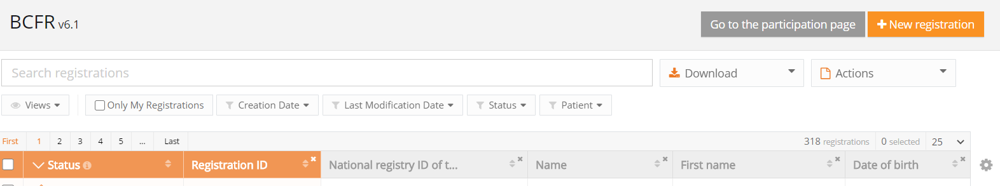 BCFR v6.1
Go to the participation page
New registration
Search registrations
Download
Actions
Views
Only My Registrations
Creation Date
Last Modification Date
Status
Patient
First 1 2 3 4 5 ... Last
318 registrations
0 selected
25
Status
Registration ID
National registry ID of t...
Name
First name
Date of birth